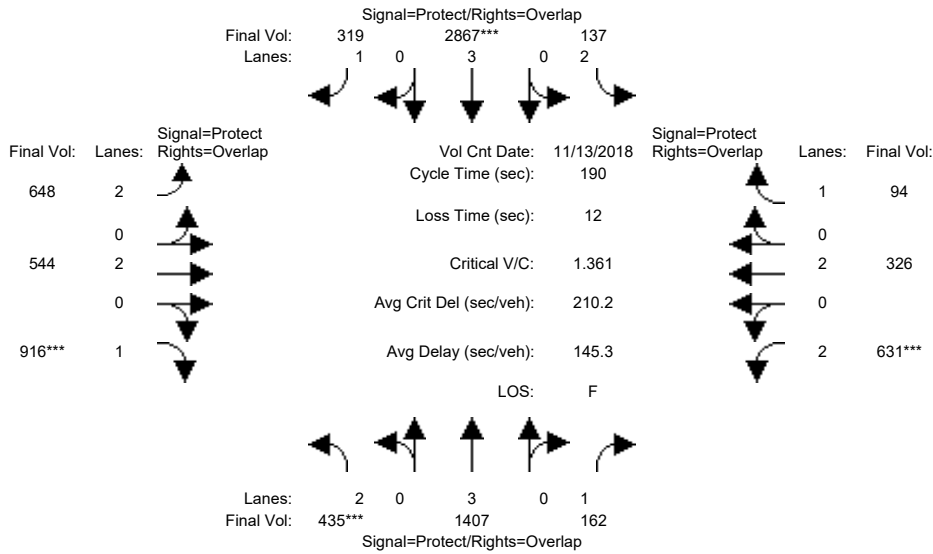 Signal=Protect/Rights=Overlap
Final Vol: 319 2867*** 137
Lanes: 1 0 3 0 2
Signal=Protect
Final Vol: Lanes: Rights=Overlap
Vol Cnt Date: 11/13/2018
Signal=Protect
Rights=Overlap Lanes: Final Vol:
Cycle Time (sec): 190
648 2
1 94
Loss Time (sec): 12
0
0
544 2
Critical V/C: 1.361
2 326
0
Avg Crit Del (sec/veh): 210.2
0
916*** 1
Avg Delay (sec/veh): 145.3
2 631***
LOS: F
Lanes: 2 0 3 0 1
Final Vol: 435*** 1407 162
Signal=Protect/Rights=Overlap